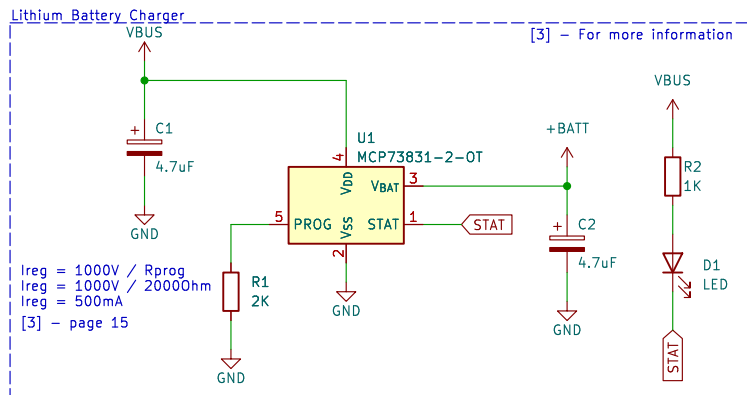 Lithium Battery Charger
VBUS
[3] - For more information
C1
4.7uF
GND
U1
MCP73831-2-OT
4
VDD
VBAT
3
5
PROG
VSS
STAT
1
STAT
2
GND
+BATT
C2
4.7uF
GND
VBUS
R2
1K
D1
LED
STAT
Ireg = 1000V / Rprog
Ireg = 1000V / 2000Ohm
Ireg = 500mA
[3] - page 15
R1
2K
GND